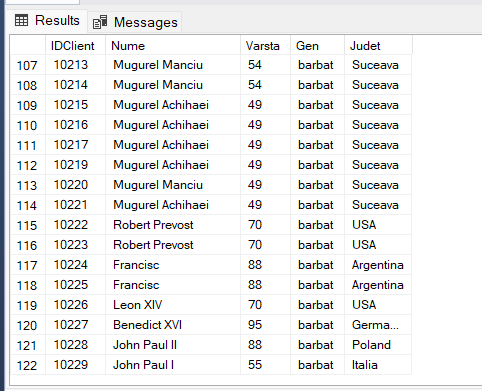 Results Messages
IDClient Nume Varsta Gen Judet
107 10213 Mugurel Manciu 54 barbat Suceava
108 10214 Mugurel Manciu 54 barbat Suceava
109 10215 Mugurel Achihaei 49 barbat Suceava
110 10216 Mugurel Achihaei 49 barbat Suceava
111 10217 Mugurel Achihaei 49 barbat Suceava
112 10219 Mugurel Achihaei 49 barbat Suceava
113 10220 Mugurel Manciu 49 barbat Suceava
114 10221 Mugurel Achihaei 49 barbat Suceava
115 10222 Robert Prevost 70 barbat USA
116 10223 Robert Prevost 70 barbat USA
117 10224 Francisc 88 barbat Argentina
118 10225 Francisc 88 barbat Argentina
119 10226 Leon XIV 70 barbat USA
120 10227 Benedict XVI 95 barbat Germa...
121 10228 John Paul II 88 barbat Poland
122 10229 John Paul I 55 barbat Italia